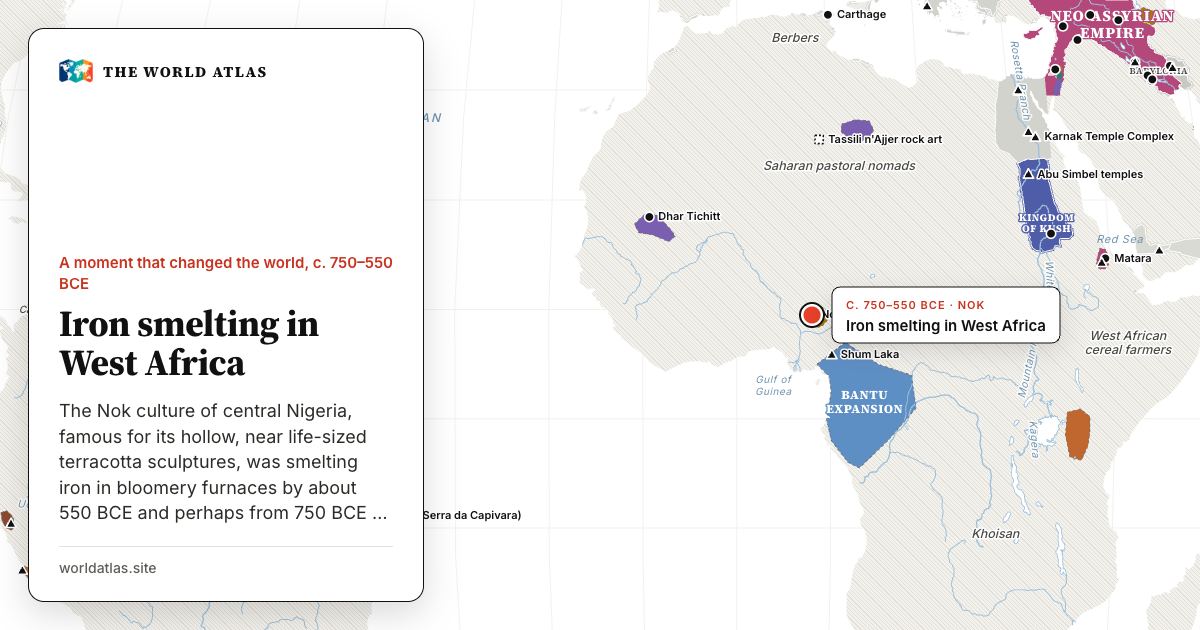 THE WORLD ATLAS
A moment that changed the world, c. 750–550
BCE
Iron smelting in
West Africa
The Nok culture of central Nigeria,
famous for its hollow, near life-sized
terracotta sculptures, was smelting
iron in bloomery furnaces by about
550 BCE and perhaps from 750 BCE ...
worldatlas.site
AN
Serra da Capivara)
Carthage
Berbers
NEO-ASSYRIAN
EMPIRE
BABYLONIA
Rosetta Branch
Tassili n'Ajjer rock art
Saharan pastoral nomads
Karnak Temple Complex
Abu Simbel temples
Dhar Tichitt
KINGDOM
OF KUSH
Red Sea
Matara
C. 750–550 BCE · NOK
Iron smelting in West Africa
Shum Laka
Gulf of
Guinea
BANTU
EXPANSION
West African
cereal farmers
Kagera
Khoisan